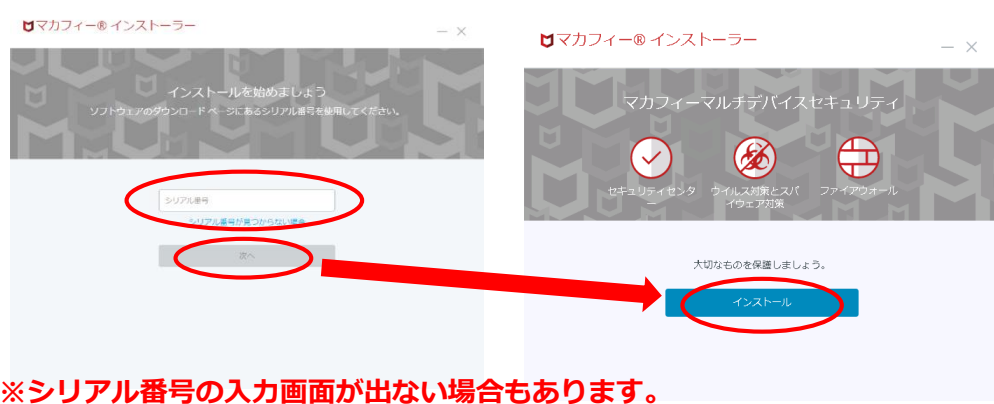 マカフィー® インストーラー
インストールを始めましょう
ソフトウェアのダウンロード ページにあるシリアル番号を使用してください。
シリアル番号
シリアル番号が見つからない場合
次へ
マカフィー® インストーラー
マカフィーマルチデバイスセキュリティ
セキュリティセンタ
ー
ウイルス対策とスパ
イウェア対策
ファイアウォール
大切なものを保護しましょう。
インストール
※シリアル番号の入力画面が出ない場合もあります。